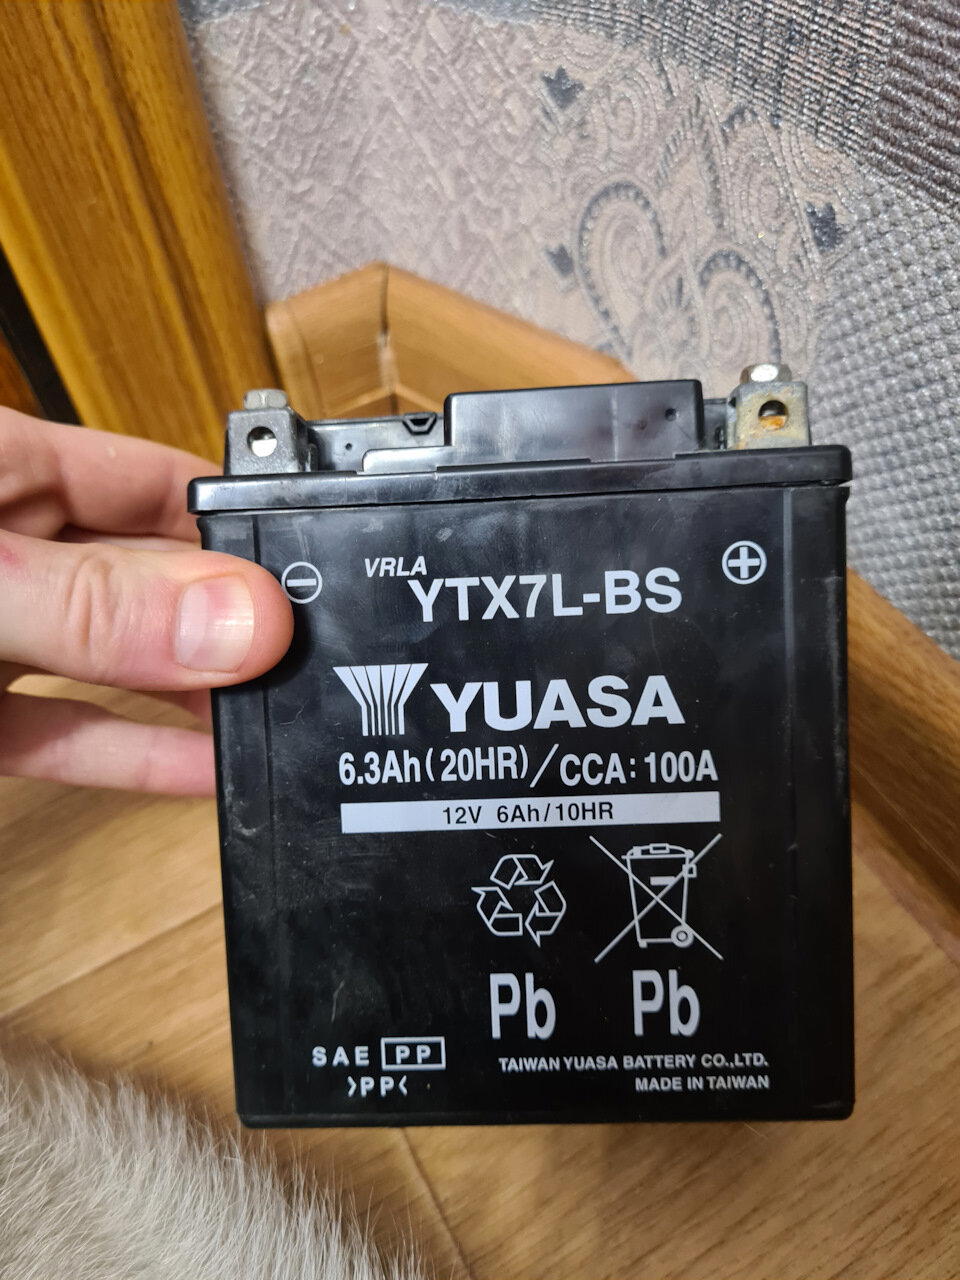 VRLA
YTX7L-BS
YUASA
6.3Ah(20HR)/CCA:100A
12V 6Ah/10HR
Pb Pb
SAE PP
>PP<
TAIWAN YUASA BATTERY CO.,LTD.
MADE IN TAIWAN